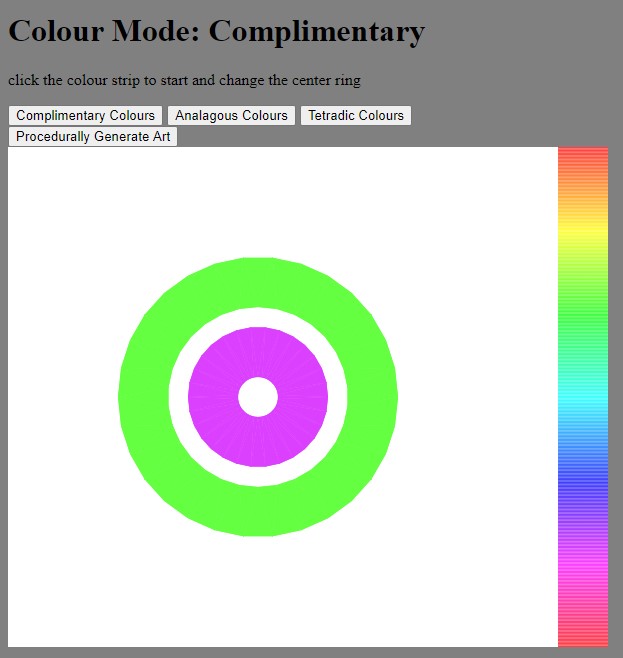 Colour Mode: Complimentary
click the colour strip to start and change the center ring
Complimentary Colours Analagous Colours Tetradic Colours
Procedurally Generate Art